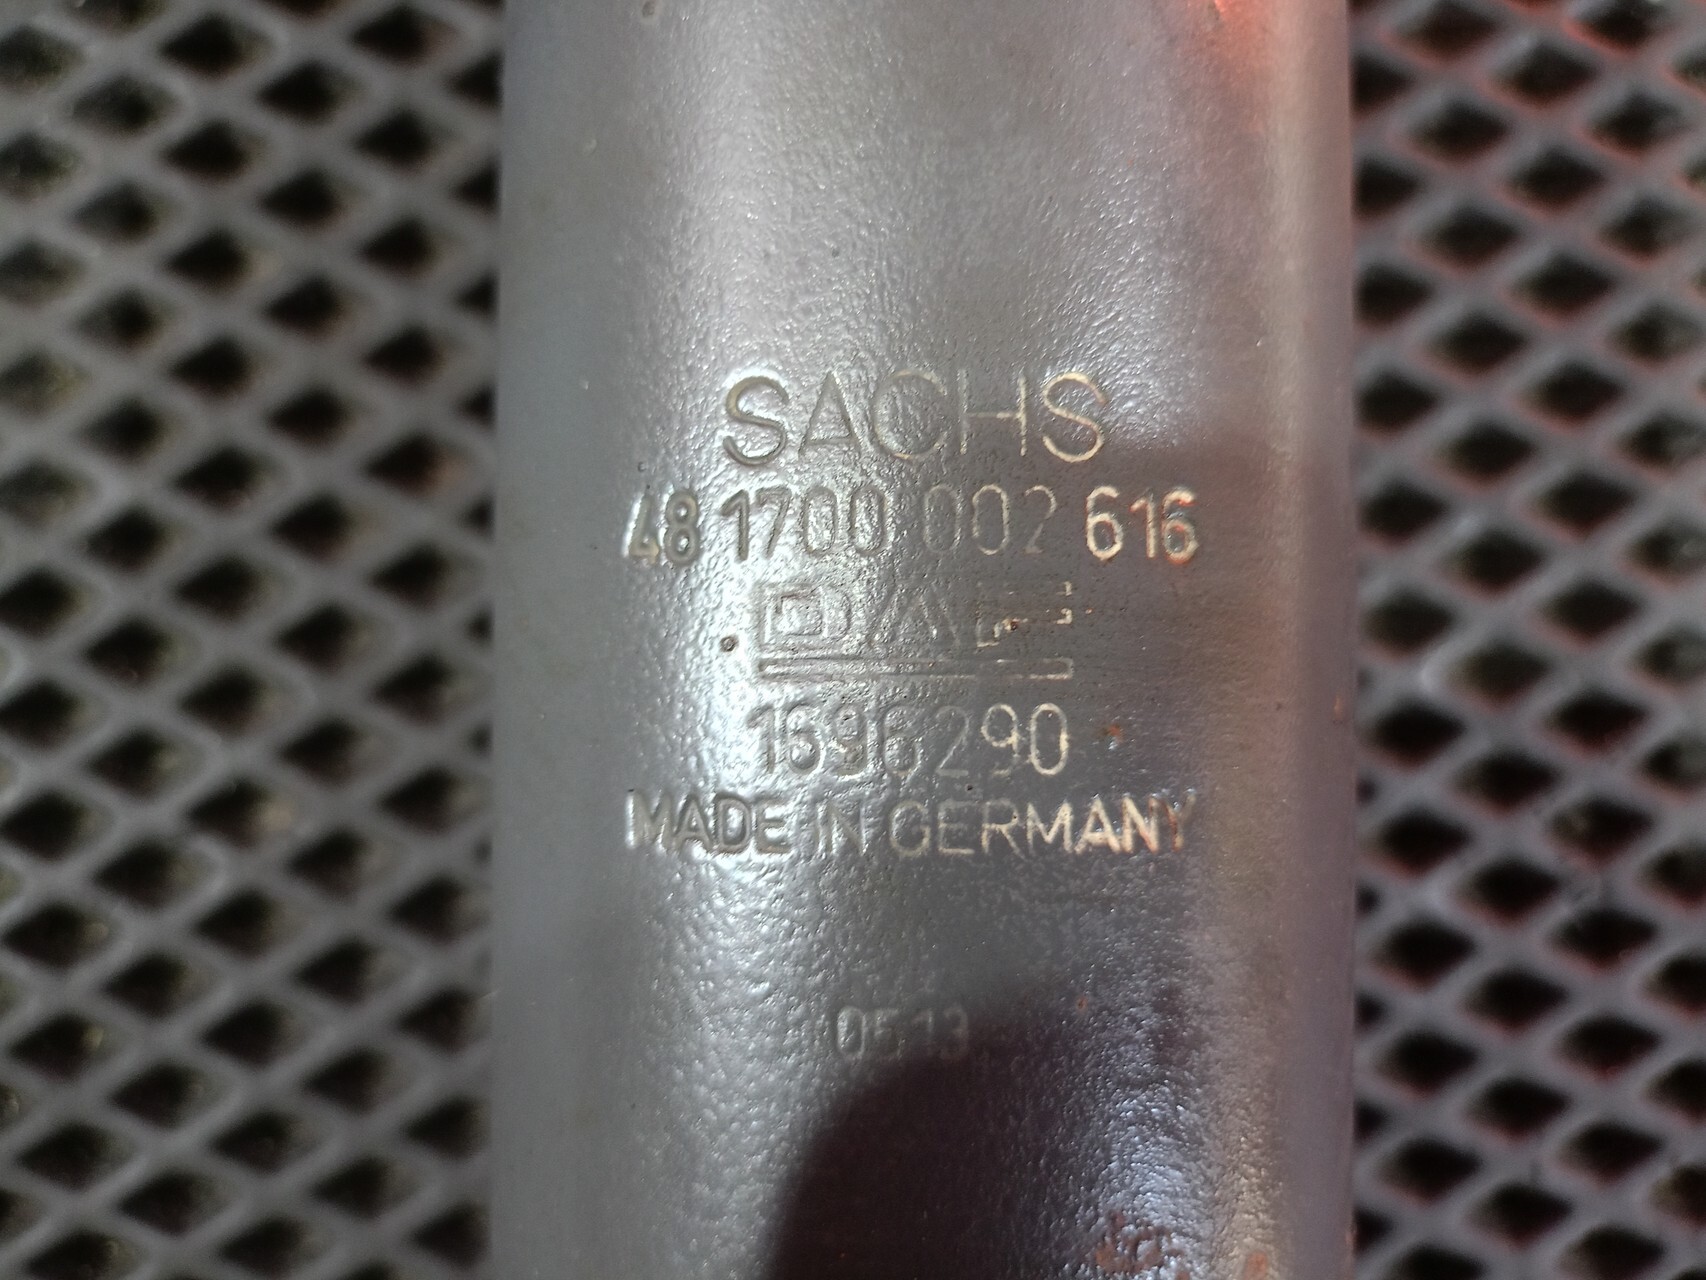 SACHS
48 1700 002 616
DAF
1696290
MADE IN GERMANY
0513